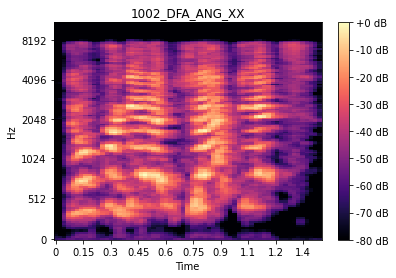 1002_DFA_ANG_XX
+0 dB
8192
-10 dB
4096
-20 dB
-30 dB
2048
Hz
-40 dB
1024
-50 dB
512
-60 dB
-70 dB
0
-80 dB
0 0.15 0.3 0.45 0.6 0.75 0.9 1.1 1.2 1.4
Time